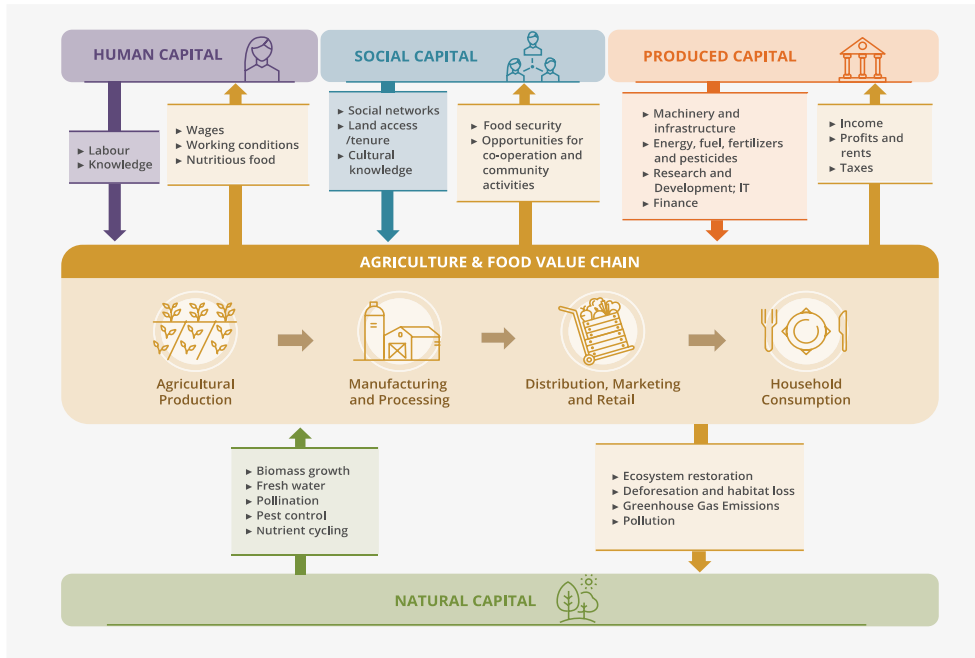 HUMAN CAPITAL
SOCIAL CAPITAL
PRODUCED CAPITAL
▸ Labour
▸ Knowledge
▸ Wages
▸ Working conditions
▸ Nutritious food
▸ Social networks
▸ Land access
/tenure
▸ Cultural
knowledge
▸ Food security
▸ Opportunities for
co-operation and
community
activities
▸ Machinery and
infrastructure
▸ Energy, fuel, fertilizers
and pesticides
▸ Research and
Development; IT
▸ Finance
▸ Income
▸ Profits and
rents
▸ Taxes
AGRICULTURE & FOOD VALUE CHAIN
Agricultural
Production
Manufacturing
and Processing
Distribution, Marketing
and Retail
Household
Consumption
▸ Biomass growth
▸ Fresh water
▸ Pollination
▸ Pest control
▸ Nutrient cycling
▸ Ecosystem restoration
▸ Deforesation and habitat loss
▸ Greenhouse Gas Emissions
▸ Pollution
NATURAL CAPITAL